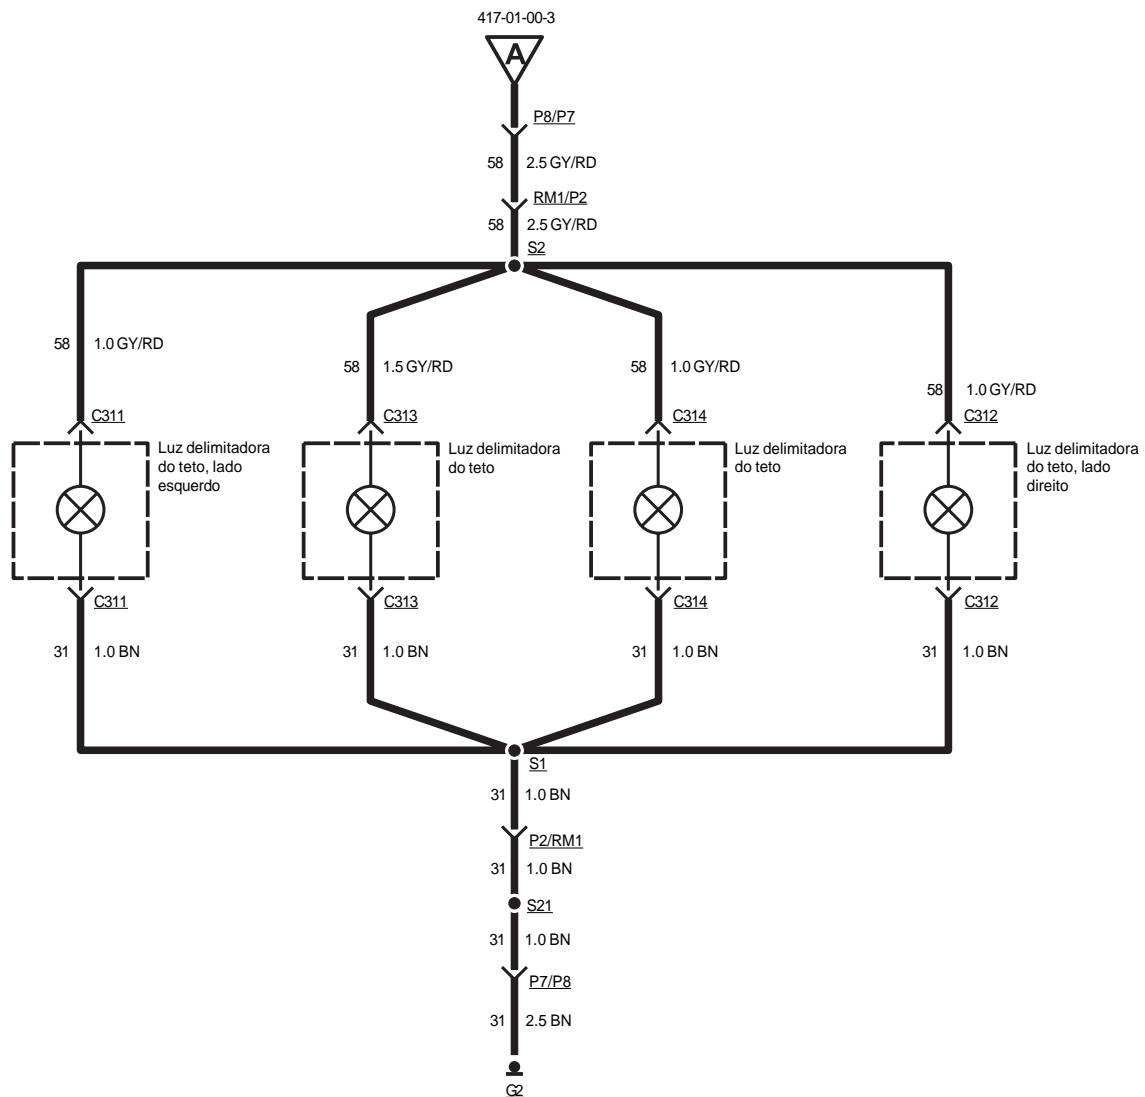 417-01-00-3
A
P8/P7
58 2.5 GY/RD
RM1/P2
58 2.5 GY/RD
S2
58 1.0 GY/RD
58 1.5 GY/RD
58 1.0 GY/RD
58 1.0 GY/RD
C311
C313
C314
C312
Luz delimitadora
do teto, lado
esquerdo
Luz delimitadora
do teto
Luz delimitadora
do teto
Luz delimitadora
do teto, lado
direito
C311
C313
C314
C312
31 1.0 BN
31 1.0 BN
31 1.0 BN
31 1.0 BN
S1
31 1.0 BN
P2/RM1
31 1.0 BN
S21
31 1.0 BN
P7/P8
31 2.5 BN
G2